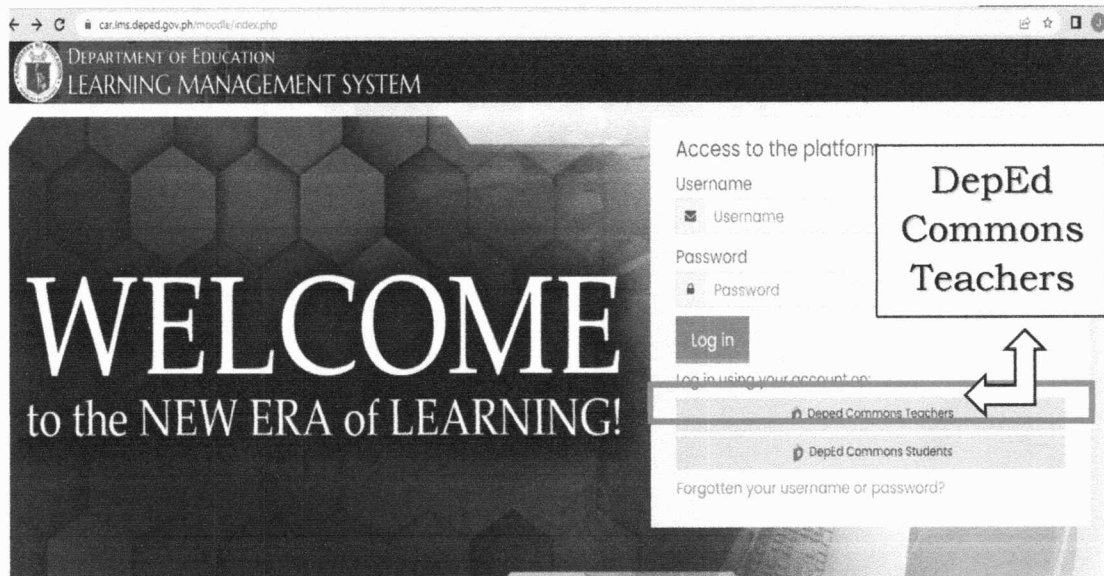 car.lms.deped.gov.ph/moodle/index.php
DEPARTMENT OF EDUCATION
LEARNING MANAGEMENT SYSTEM
WELCOME
to the NEW ERA of LEARNING!
Access to the platform
Username
Username
Password
Password
Log in
Log in using your account on:
Deped Commons Teachers
DepEd Commons Students
Forgotten your username or password?
DepEd
Commons
Teachers